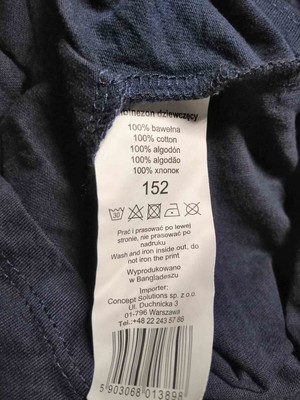 dziewczęcy
100% bawełna
100% cotton
100% algodón
100% algodão
100% хлопок
152
30
Prać i prasować po lewej
stronie, nie prasować po
nadruku
Wash and iron inside out, do
not iron the print
Wyprodukowano
w Bangladeszu
Importer:
Concept Solutions sp. z o.o.
ul. Duchnicka 3
01-796 Warszawa
Tel.:+48 22 243 57 86
5 903068 013898